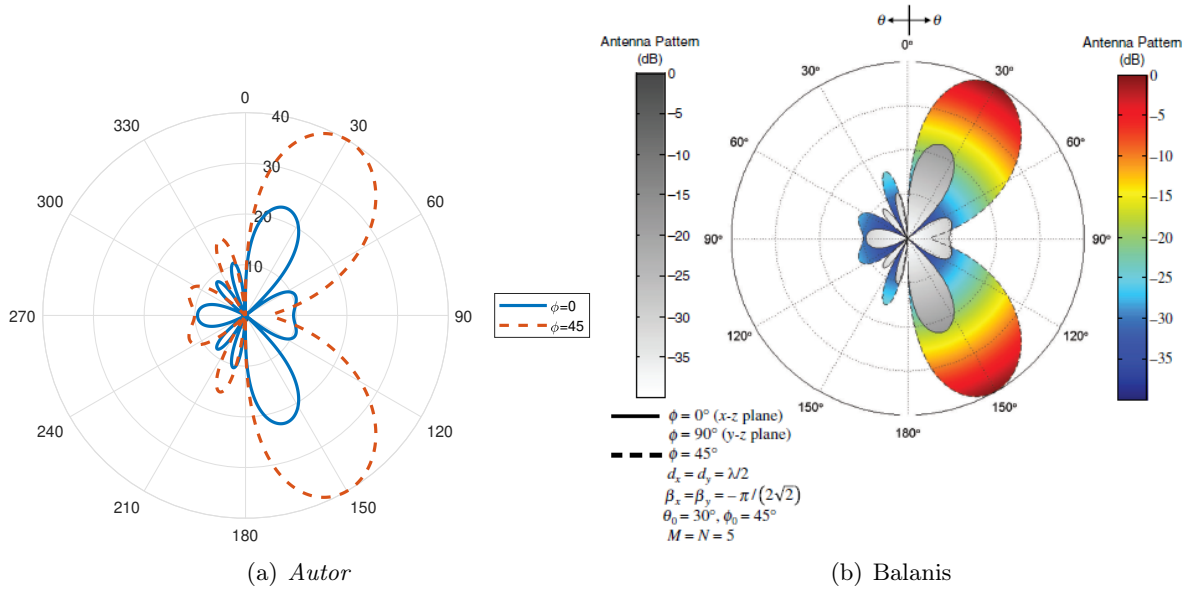 0
30
60
90
120
150
180
210
240
270
300
330
10
20
30
40
ϕ=0
ϕ=45
(a) Autor
Antenna Pattern
(dB)
0
−5
−10
−15
−20
−25
−30
−35
θ θ
0°
30°
30°
60°
60°
90°
90°
120°
120°
150°
150°
180°
Antenna Pattern
(dB)
0
−5
−10
−15
−20
−25
−30
−35
ϕ = 0° (x-z plane)
ϕ = 90° (y-z plane)
ϕ = 45°
dₓ = d_y = λ/2
βₓ = β_y = − π / (2√2)
θ₀ = 30°, ϕ₀ = 45°
M = N = 5
(b) Balanis